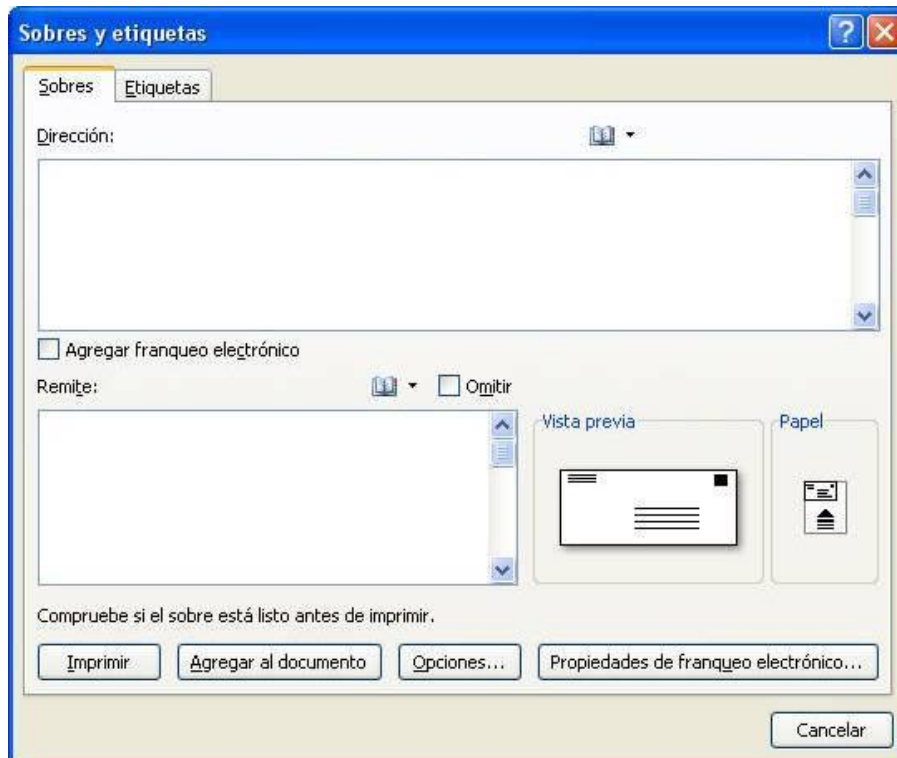 Sobres y etiquetas
Sobres
Etiquetas
Dirección:
Agregar franqueo electrónico
Remite:
Omitir
Vista previa
Papel
Compruebe si el sobre está listo antes de imprimir.
Imprimir
Agregar al documento
Opciones...
Propiedades de franqueo electrónico...
Cancelar